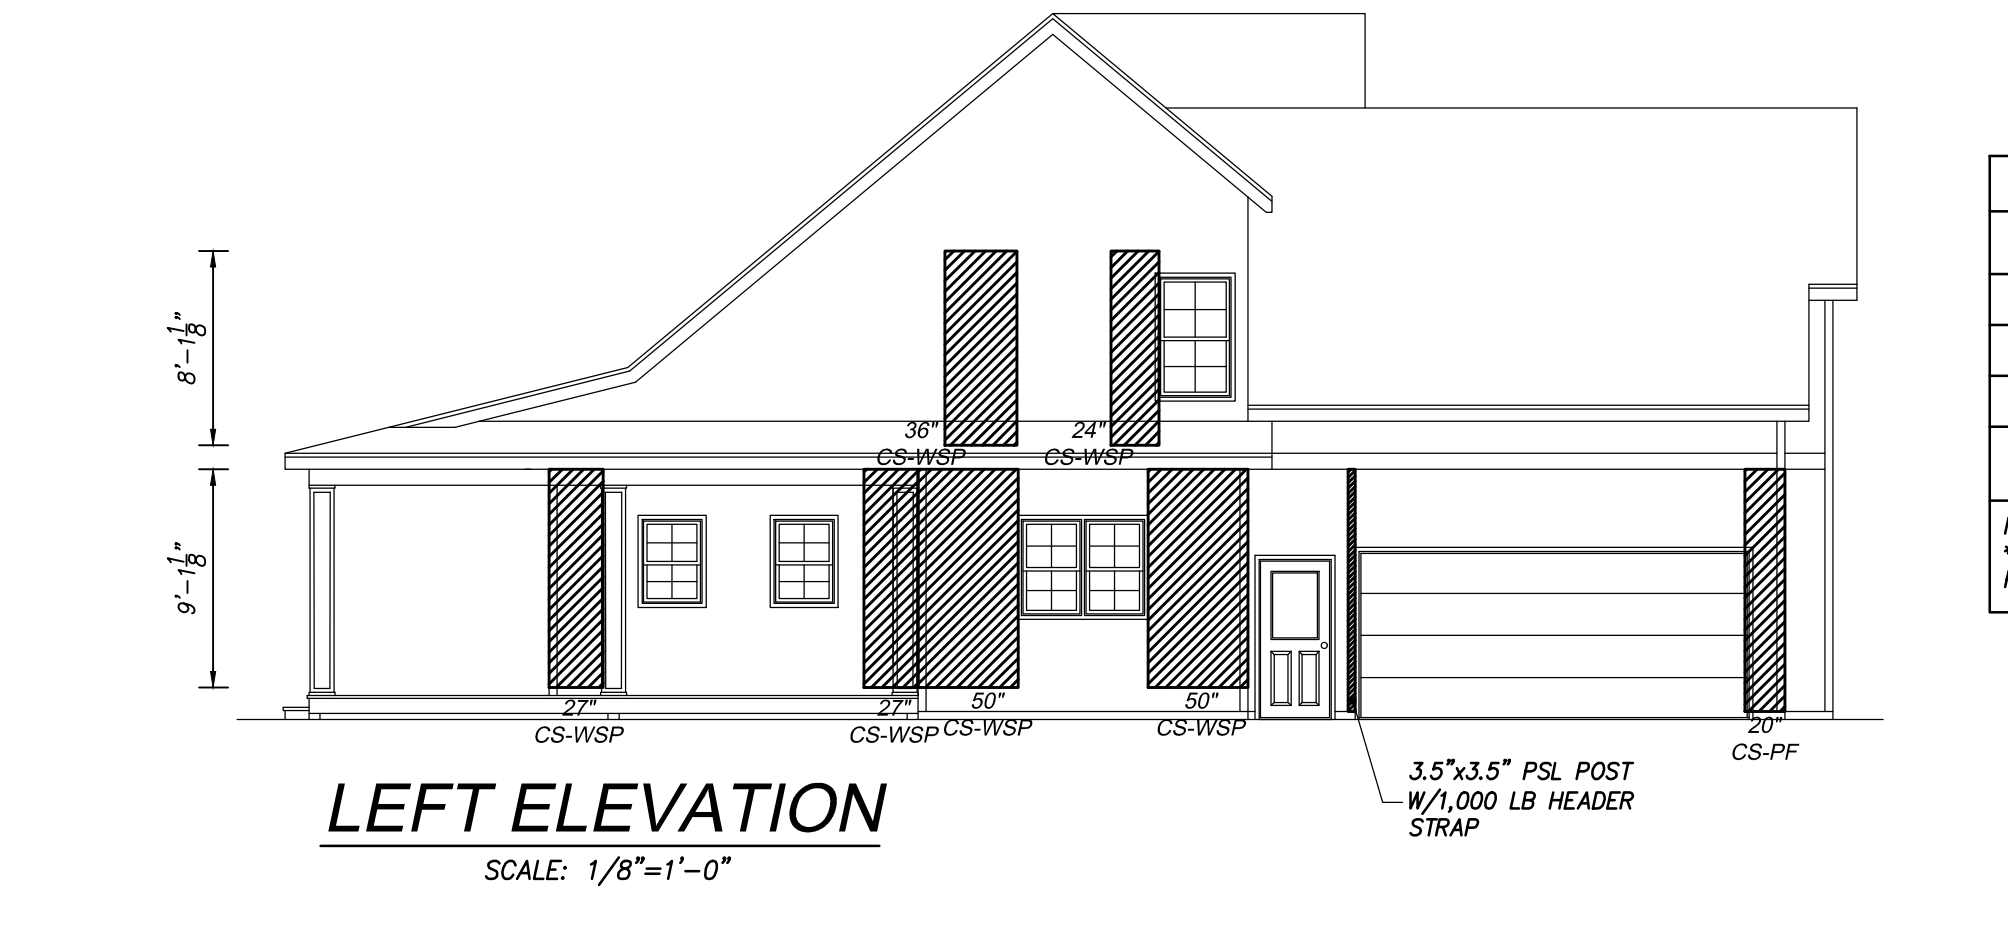 8'-1 1/8"
9'-1 1/8"
36"
CS-WSP
24"
CS-WSP
27"
CS-WSP
27"
CS-WSP
50"
CS-WSP
50"
CS-WSP
20"
CS-PF
3.5"x3.5" PSL POST
W/1,000 LB HEADER
STRAP
LEFT ELEVATION
SCALE: 1/8"=1'-0"